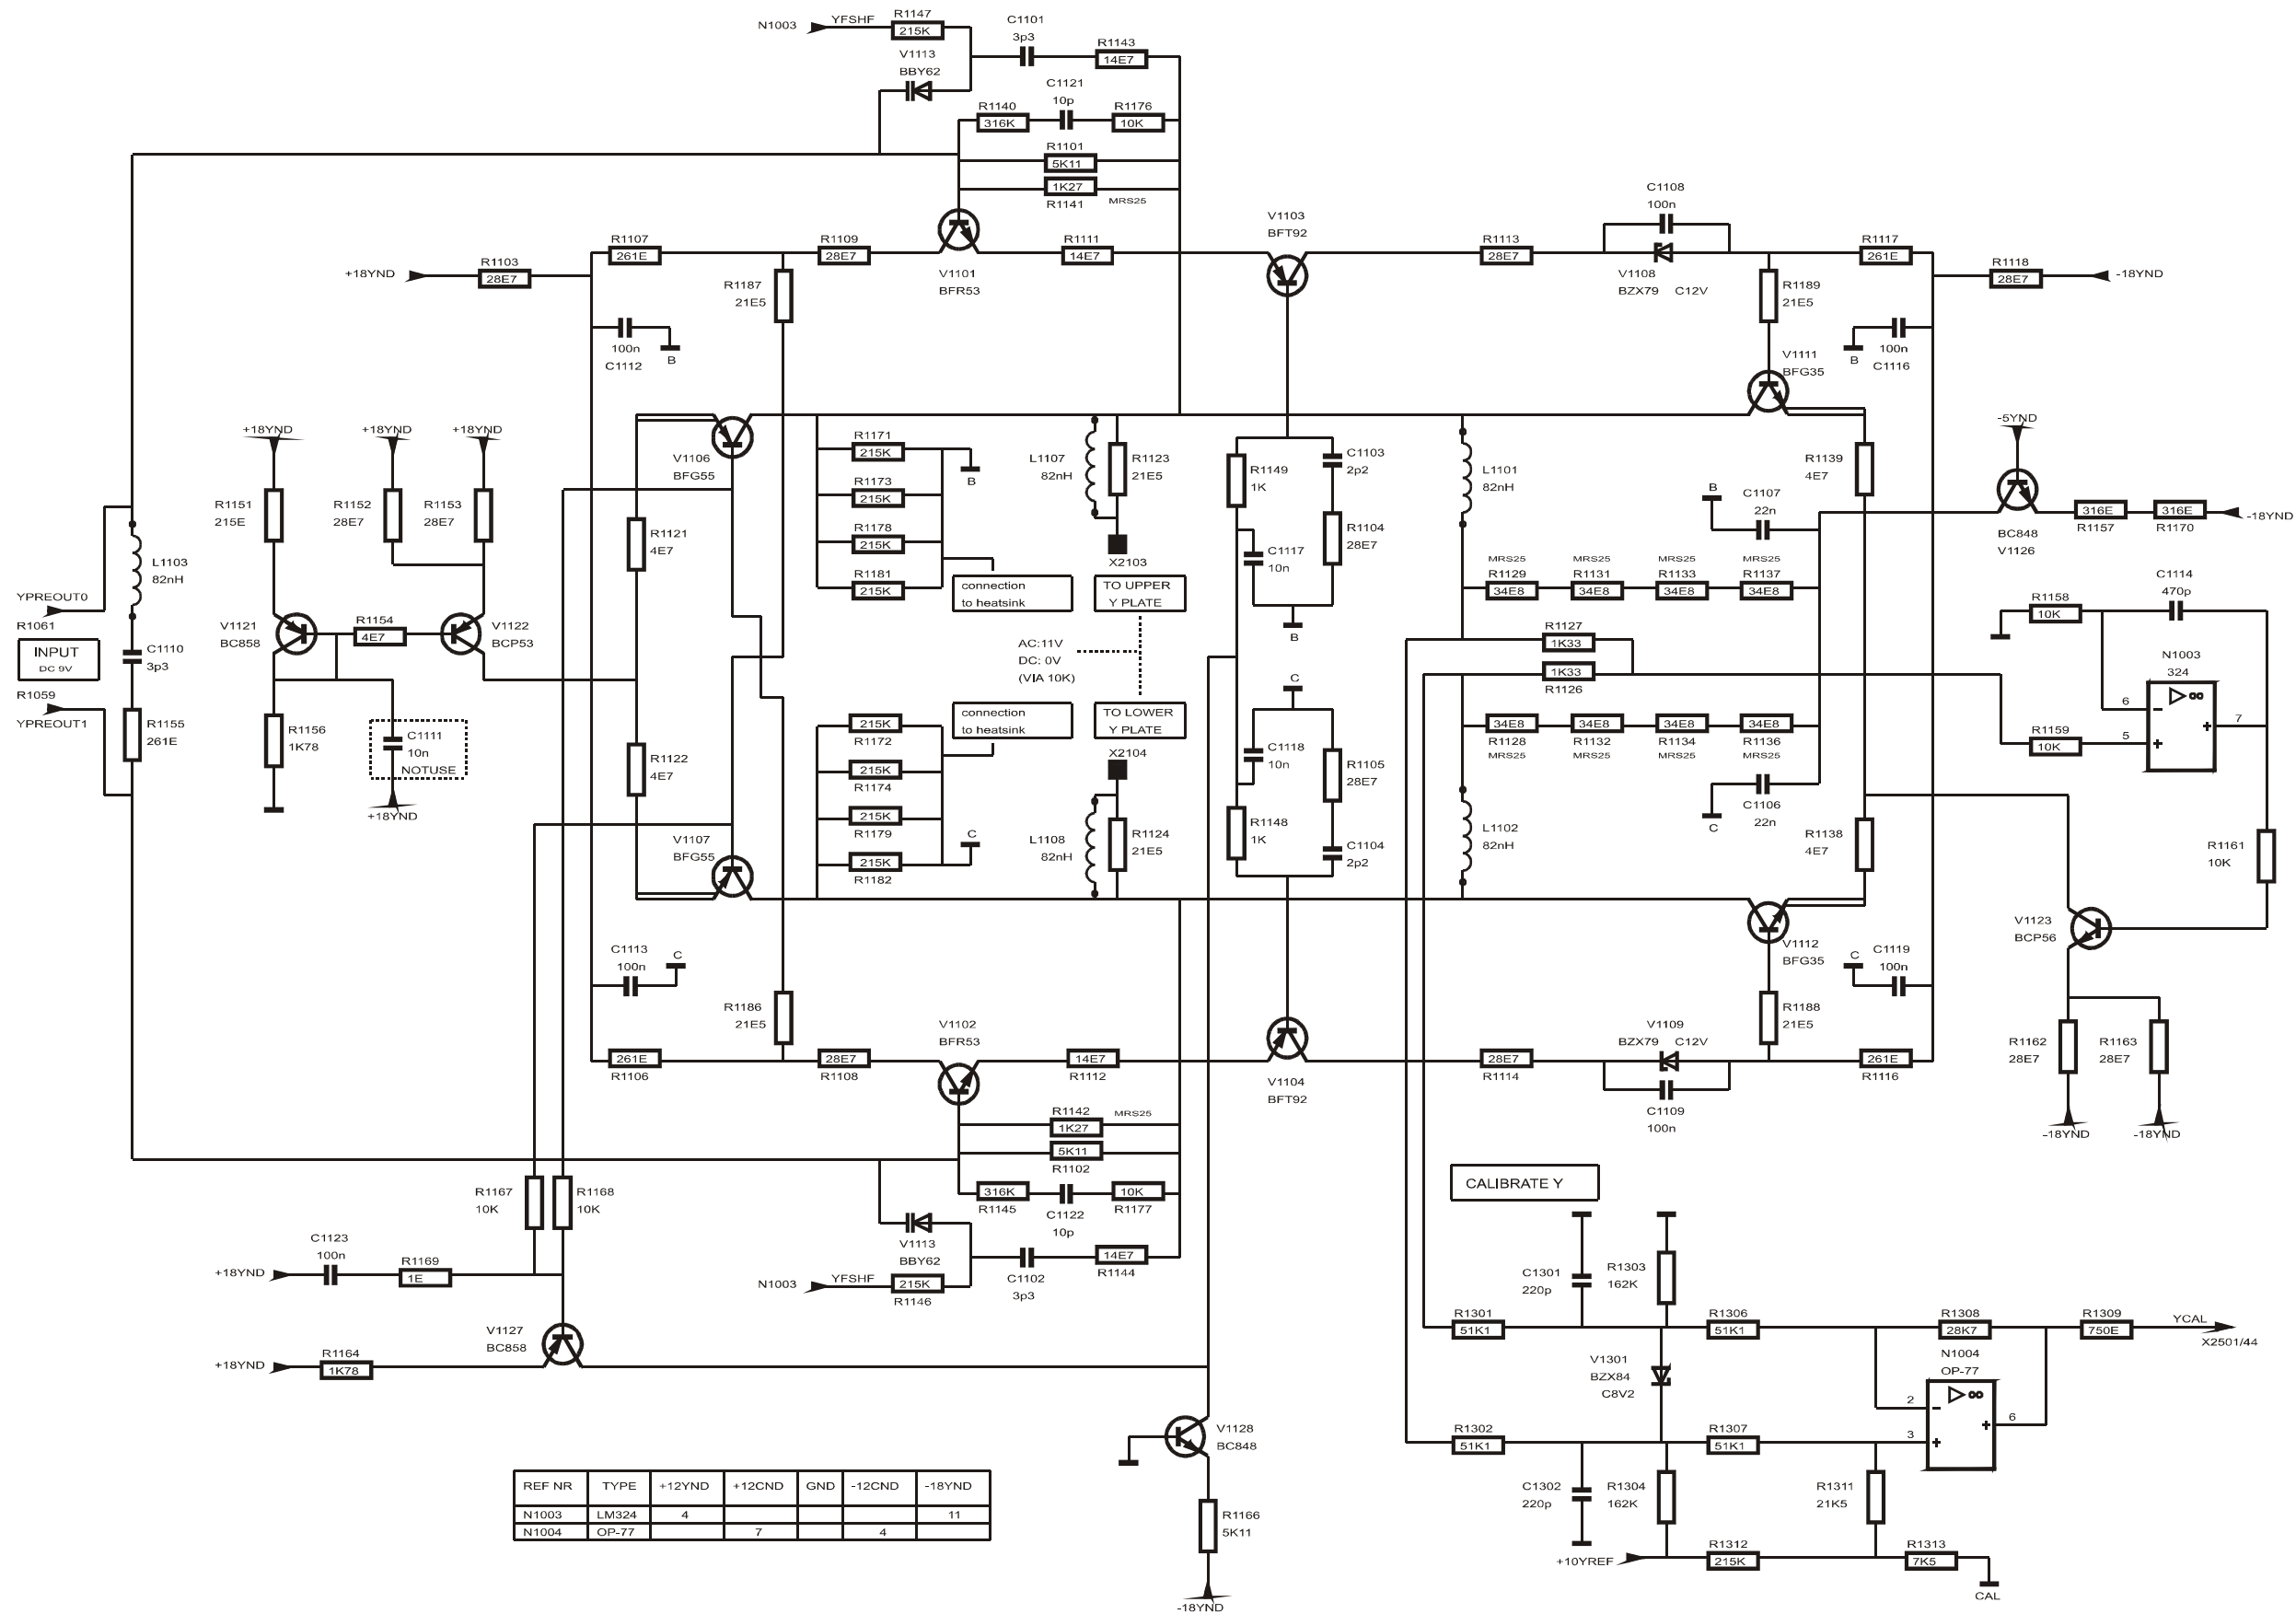 N1003
YFSHF
R1147
215K
V1113
BBY62
C1101
3p3
R1143
14E7
C1121
10p
R1140
316K
R1176
10K
R1101
5K11
1K27
R1141
MRS25
V1101
BFR53
R1103
28E7
+18YND
R1107
261E
R1109
28E7
R1111
14E7
R1187
21E5
100n
C1112
B
V1103
BFT92
R1113
28E7
C1108
100n
V1108
BZX79 C12V
R1117
261E
R1118
28E7
-18YND
R1189
21E5
B
100n
C1116
V1111
BFG35
+18YND
+18YND
+18YND
R1151
215E
R1152
28E7
R1153
28E7
L1103
82nH
YPREOUT0
R1061
INPUT
DC 9V
R1059
YPREOUT1
C1110
3p3
R1155
261E
V1121
BC858
R1154
4E7
V1122
BCP53
R1156
1K78
C1111
10n
NOTUSE
+18YND
V1106
BFG55
R1121
4E7
R1122
4E7
V1107
BFG55
R1171
215K
R1173
215K
R1178
215K
R1181
215K
B
connection
to heatsink
L1107
82nH
R1123
21E5
X2103
TO UPPER
Y PLATE
AC:11V
DC: 0V
(VIA 10K)
connection
to heatsink
TO LOWER
Y PLATE
X2104
215K
R1172
215K
R1174
215K
R1179
215K
R1182
C
L1108
82nH
R1124
21E5
R1149
1K
C1103
2p2
R1104
28E7
C1117
10n
B
C
C1118
10n
R1105
28E7
R1148
1K
C1104
2p2
L1101
82nH
B
C1107
22n
R1139
4E7
-5YND
BC848
V1126
316E
R1157
316E
R1170
-18YND
MRS25
R1129
34E8
MRS25
R1131
34E8
MRS25
R1133
34E8
MRS25
R1137
34E8
R1127
1K33
1K33
R1126
34E8
R1128
MRS25
34E8
R1132
MRS25
34E8
R1134
MRS25
34E8
R1136
MRS25
C
C1106
22n
L1102
82nH
R1138
4E7
R1158
10K
C1114
470p
N1003
324
6
5
7
R1159
10K
R1161
10K
V1123
BCP56
R1162
28E7
R1163
28E7
-18YND
-18YND
C1113
100n
C
R1186
21E5
261E
R1106
28E7
R1108
V1102
BFR53
14E7
R1112
V1104
BFT92
28E7
R1114
V1109
BZX79 C12V
C1109
100n
V1112
BFG35
R1188
21E5
C
C1119
100n
261E
R1116
R1142
1K27
MRS25
5K11
R1102
316K
R1145
C1122
10p
10K
R1177
V1113
BBY62
N1003
YFSHF
215K
R1146
C1102
3p3
14E7
R1144
R1167
10K
R1168
10K
C1123
100n
+18YND
R1169
1E
V1127
BC858
+18YND
R1164
1K78
V1128
BC848
R1166
5K11
-18YND
CALIBRATE Y
C1301
220p
R1303
162K
R1301
51K1
R1306
51K1
R1308
28K7
R1309
750E
YCAL
X2501/44
V1301
BZX84
C8V2
N1004
OP-77
2
3
6
R1302
51K1
R1307
51K1
C1302
220p
R1304
162K
R1311
21K5
+10YREF
R1312
215K
R1313
7K5
CAL
REF NR TYPE +12YND +12CND GND -12CND -18YND
N1003 LM324 4 11
N1004 OP-77 7 4